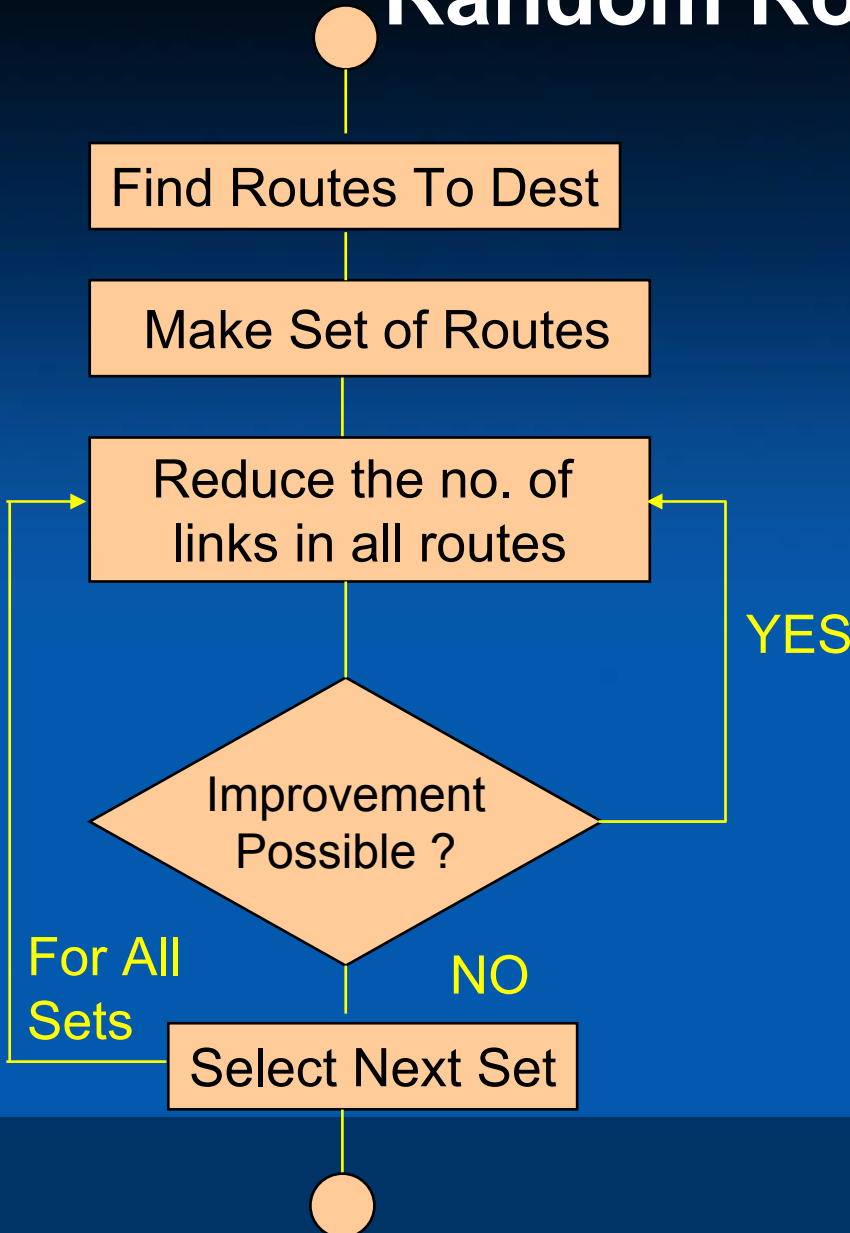 Random
Find Routes To Dest
Make Set of Routes
Reduce the no. of
links in all routes
YES
Improvement
Possible ?
For All
Sets
NO
Select Next Set